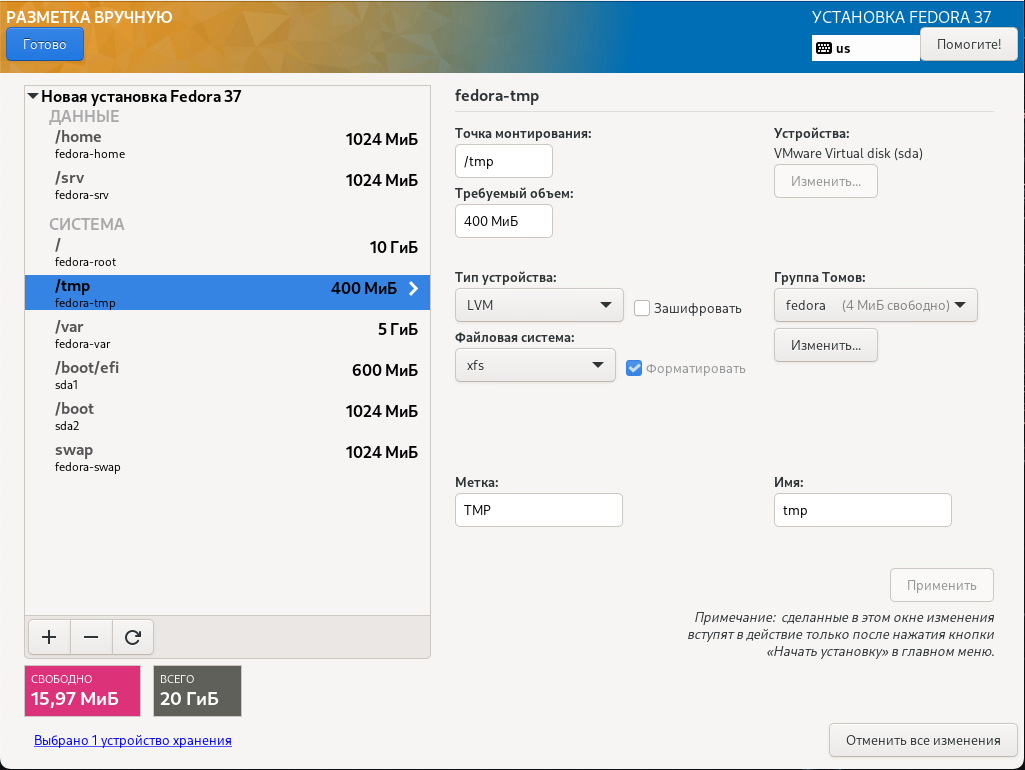 РАЗМЕТКА ВРУЧНУЮ
УСТАНОВКА FEDORA 37
Готово
us
Помогите!
Новая установка Fedora 37
ДАННЫЕ
/home
1024 МиБ
fedora-home
/srv
1024 МиБ
fedora-srv
СИСТЕМА
/
10 ГиБ
fedora-root
/tmp
400 МиБ
fedora-tmp
/var
5 ГиБ
fedora-var
/boot/efi
600 МиБ
sda1
/boot
1024 МиБ
sda2
swap
1024 МиБ
fedora-swap
СВОБОДНО
15,97 МиБ
ВСЕГО
20 ГиБ
Выбрано 1 устройство хранения
fedora-tmp
Точка монтирования:
/tmp
Требуемый объем:
400 МиБ
Устройства:
VMware Virtual disk (sda)
Изменить...
Тип устройства:
LVM
Зашифровать
Файловая система:
xfs
Форматировать
Группа Томов:
fedora (4 МиБ свободно)
Изменить...
Метка:
TMP
Имя:
tmp
Применить
Примечание: сделанные в этом окне изменения
вступят в действие только после нажатия кнопки
«Начать установку» в главном меню.
Отменить все изменения